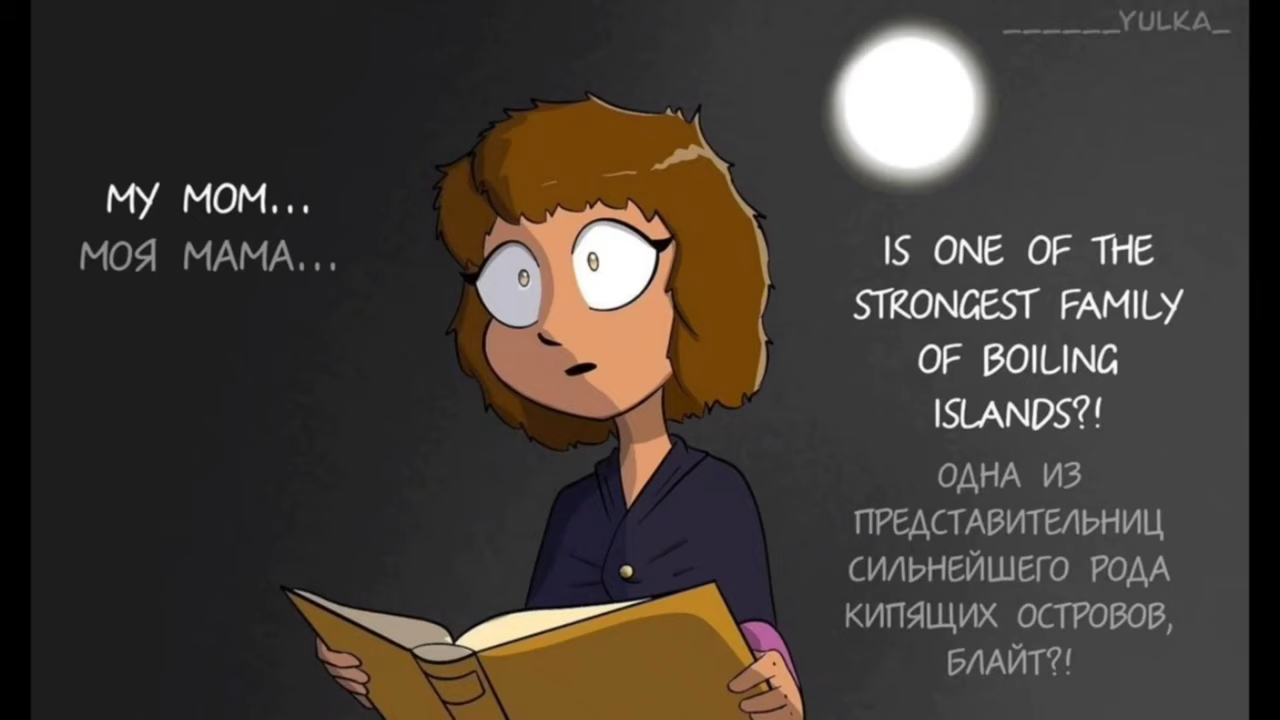 ______YULKA_
MY MOM...
МОЯ МАМА...
IS ONE OF THE
STRONGEST FAMILY
OF BOILING
ISLANDS?!
ОДНА ИЗ
ПРЕДСТАВИТЕЛЬНИЦ
СИЛЬНЕЙШЕГО РОДА
КИПЯЩИХ ОСТРОВОВ,
БЛАЙТ?!